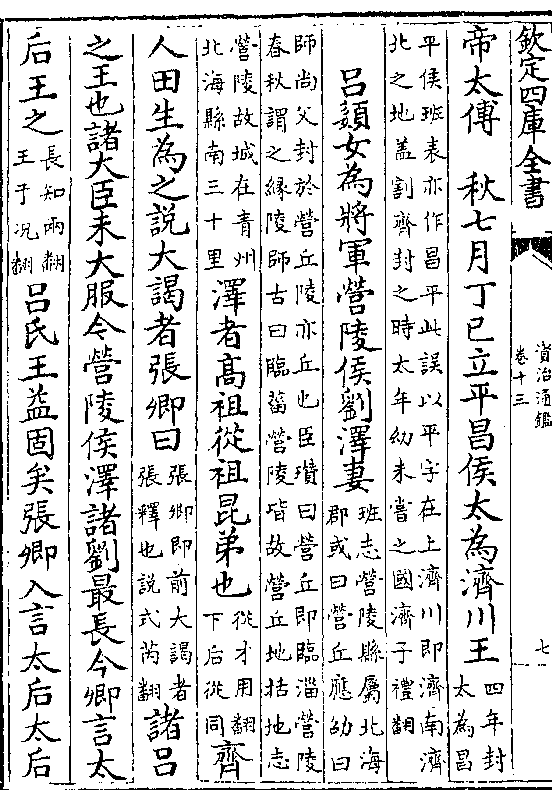 欽定四庫全書
資治通鑑
卷十三
七
帝太傅　秋七月丁巳立平昌侯太為濟川王
四年封
太為昌
平侯班表亦作昌平此誤以平字在上濟川即濟南濟
北之地蓋割齊封之時太年幼未嘗之國濟子禮翻
呂嬃女為將軍營陵侯劉澤妻
班志營陵縣屬北海
郡或曰營丘應劭曰
師尚父封於營丘陵亦丘也臣瓚曰營丘即臨淄營陵
春秋謂之緣陵師古曰臨菑營陵皆故營丘地括地志
營陵故城在青州
北海縣南三十里
澤者高祖從祖昆弟也
從才用翻
下后從同
齊
人田生為之説大謁者張卿曰
張卿即前大謁者
張釋也説式芮翻
諸呂
之王也諸大臣未大服今營陵侯澤諸劉最長今卿言太
后王之
長知兩翻
王于况翻
呂氏王益固矣張卿入言太后太后